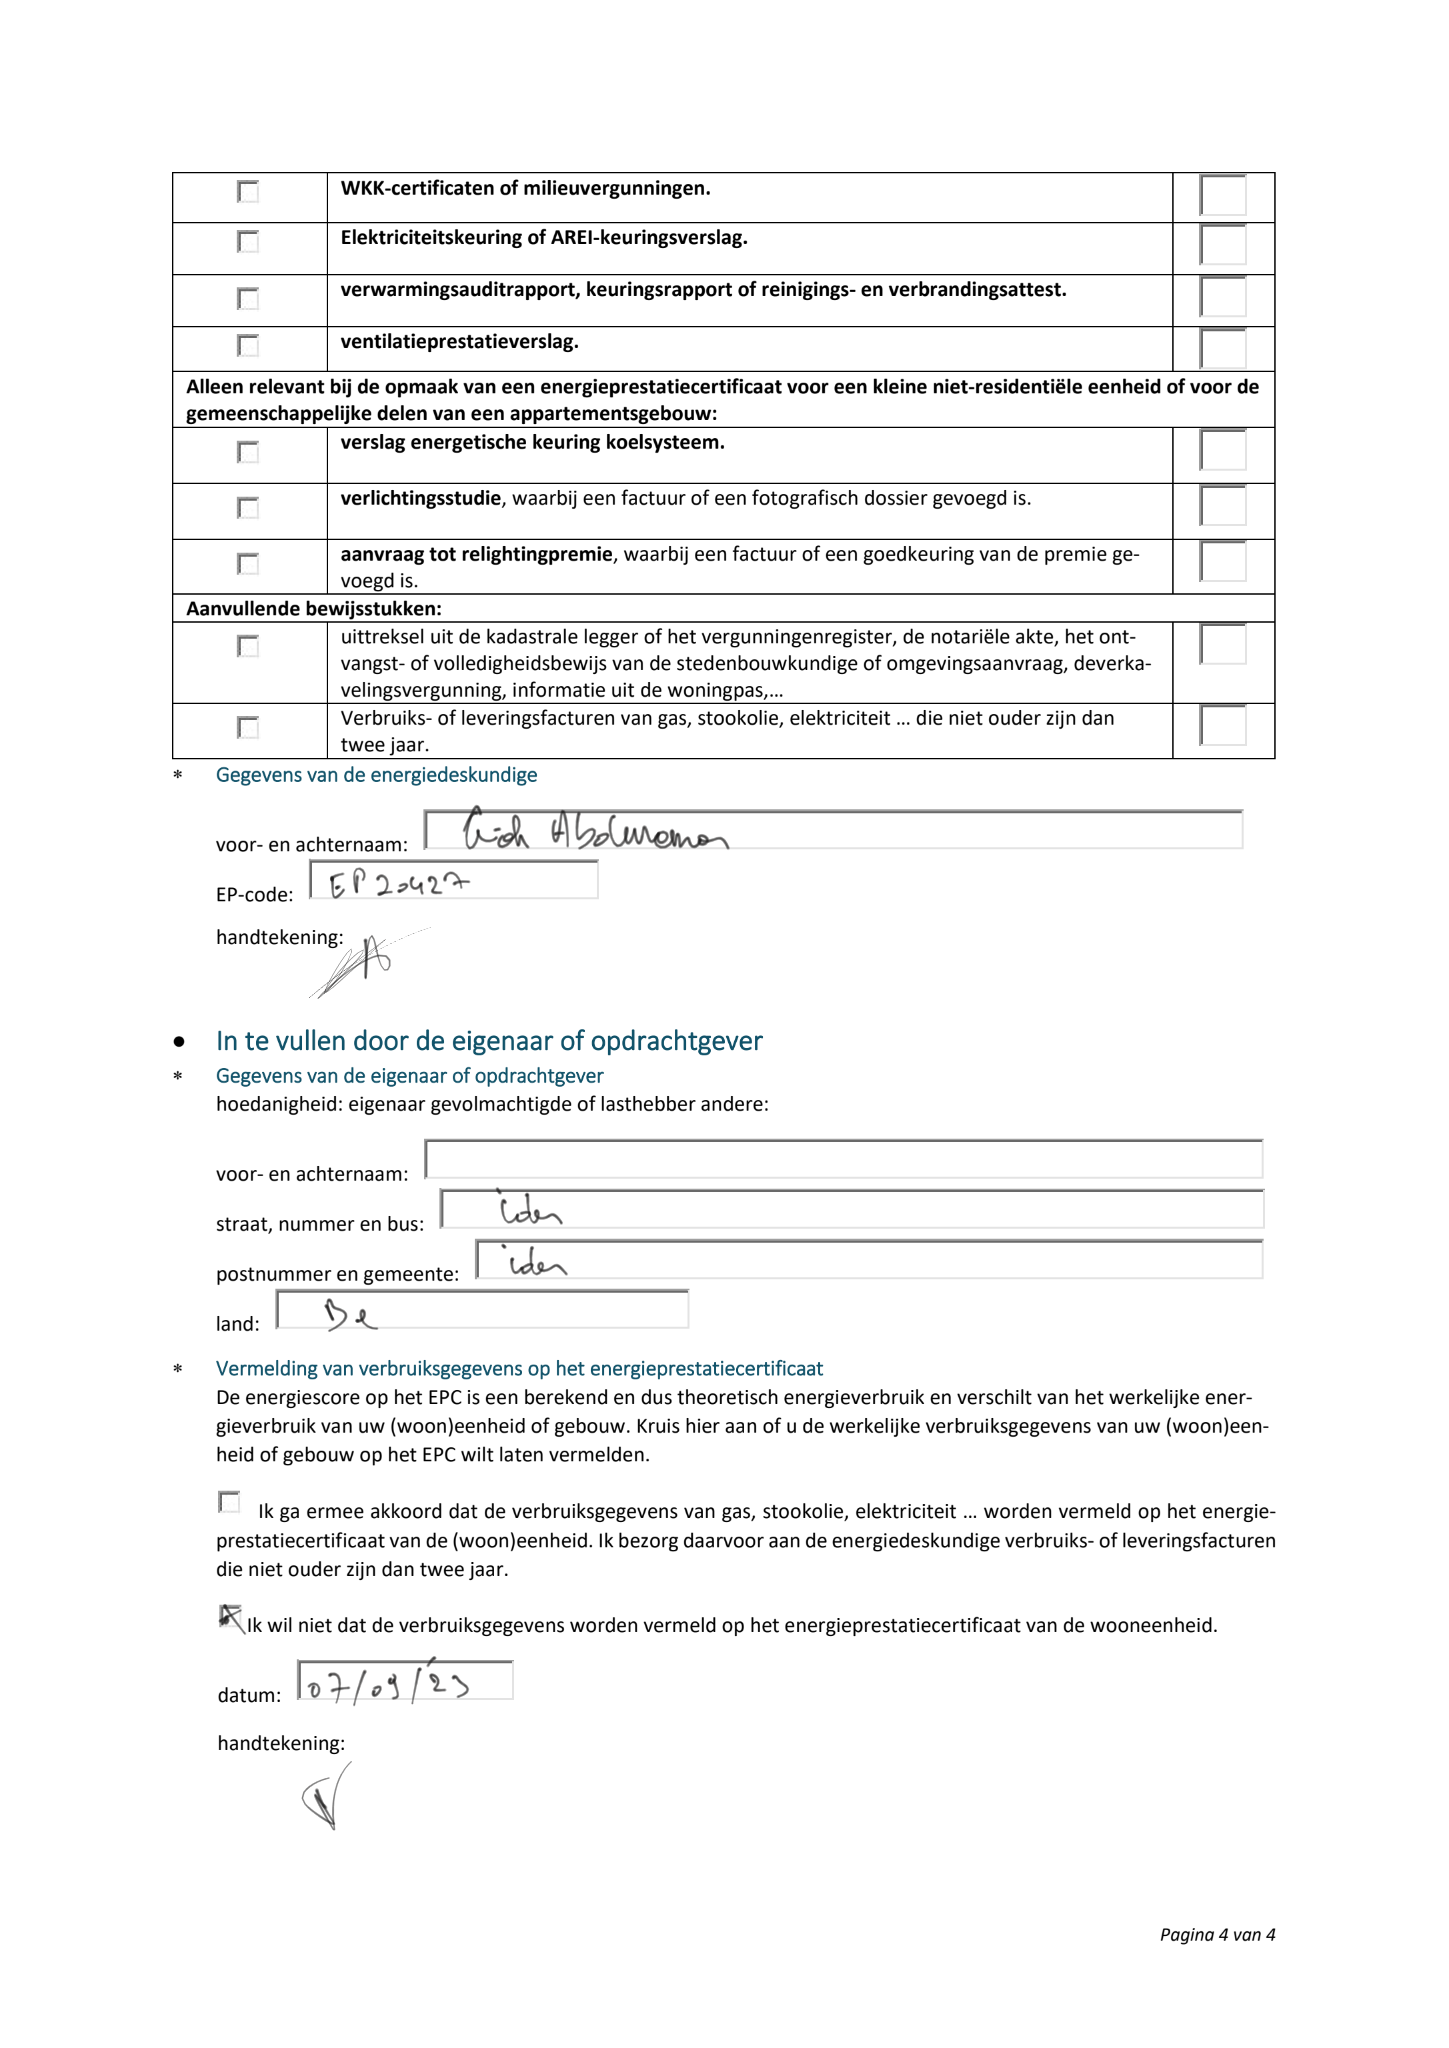 WKK-certificaten of milieuvergunningen.
Elektriciteitskeuring of AREI-keuringsverslag.
verwarmingsauditrapport, keuringsrapport of reinigings- en verbrandingsattest.
ventilatieprestatieverslag.
Alleen relevant bij de opmaak van een energieprestatiecertificaat voor een kleine niet-residentiële eenheid of voor de
gemeenschappelijke delen van een appartementsgebouw:
verslag energetische keuring koelsysteem.
verlichtingsstudie, waarbij een factuur of een fotografisch dossier gevoegd is.
aanvraag tot relightingpremie, waarbij een factuur of een goedkeuring van de premie ge-
voegd is.
Aanvullende bewijsstukken:
uittreksel uit de kadastrale legger of het vergunningenregister, de notariële akte, het ont-
vangst- of volledigheidsbewijs van de stedenbouwkundige of omgevingsaanvraag, deverka-
velingsvergunning, informatie uit de woningpas,...
Verbruiks- of leveringsfacturen van gas, stookolie, elektriciteit ... die niet ouder zijn dan
twee jaar.
* Gegevens van de energiedeskundige
voor- en achternaam:
EP-code: EP20427
handtekening:
• In te vullen door de eigenaar of opdrachtgever
* Gegevens van de eigenaar of opdrachtgever
hoedanigheid: eigenaar gevolmachtigde of lasthebber andere:
voor- en achternaam:
straat, nummer en bus: idem
postnummer en gemeente: idem
land: Be
* Vermelding van verbruiksgegevens op het energieprestatiecertificaat
De energiescore op het EPC is een berekend en dus theoretisch energieverbruik en verschilt van het werkelijke ener-
gieverbruik van uw (woon)eenheid of gebouw. Kruis hier aan of u de werkelijke verbruiksgegevens van uw (woon)een-
heid of gebouw op het EPC wilt laten vermelden.
Ik ga ermee akkoord dat de verbruiksgegevens van gas, stookolie, elektriciteit ... worden vermeld op het energie-
prestatiecertificaat van de (woon)eenheid. Ik bezorg daarvoor aan de energiedeskundige verbruiks- of leveringsfacturen
die niet ouder zijn dan twee jaar.
Ik wil niet dat de verbruiksgegevens worden vermeld op het energieprestatiecertificaat van de wooneenheid.
datum: 07/09/23
handtekening:
Pagina 4 van 4